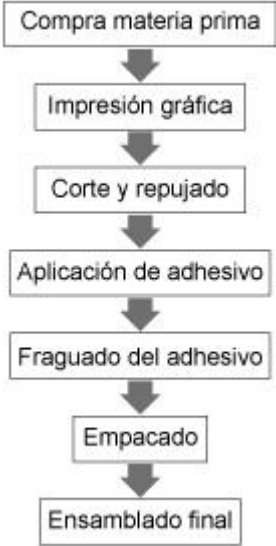 Compra materia prima
Impresión gráfica
Corte y repujado
Aplicación de adhesivo
Fraguado del adhesivo
Empacado
Ensamblado final